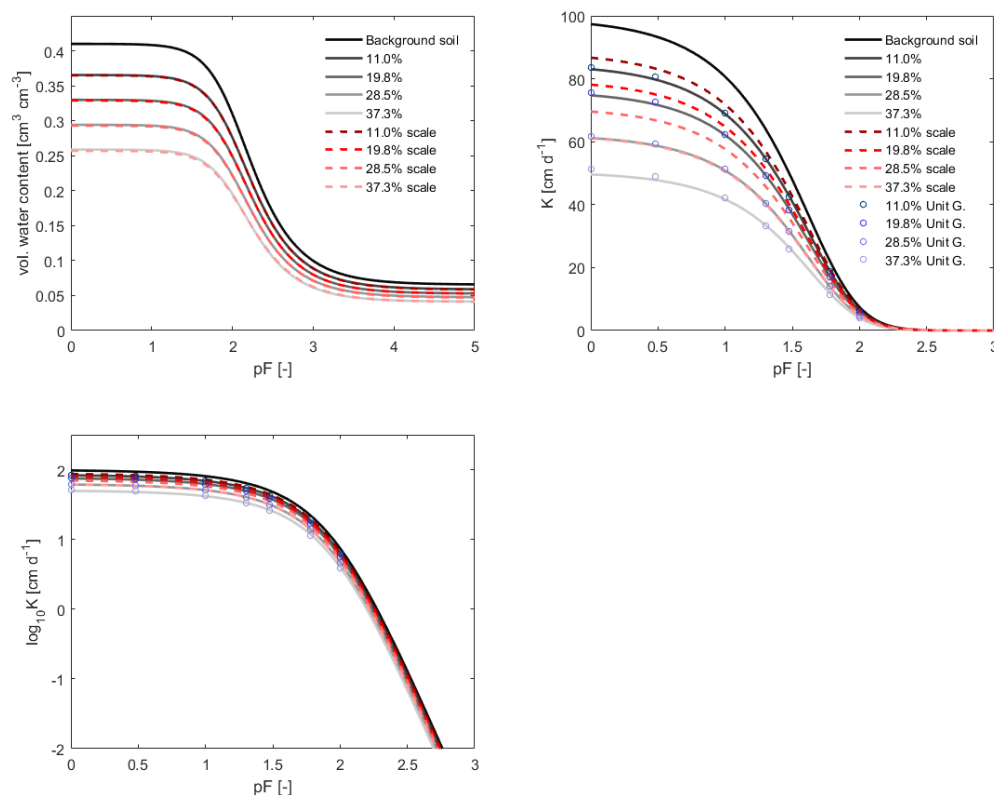 vol. water content [cm³ cm⁻³]
0.4
0.35
0.3
0.25
0.2
0.15
0.1
0.05
0
Background soil
11.0%
19.8%
28.5%
37.3%
11.0% scale
19.8% scale
28.5% scale
37.3% scale
0 1 2 3 4 5
pF [-]
K [cm d⁻¹]
100
80
60
40
20
0
Background soil
11.0%
19.8%
28.5%
37.3%
11.0% scale
19.8% scale
28.5% scale
37.3% scale
11.0% Unit G.
19.8% Unit G.
28.5% Unit G.
37.3% Unit G.
0 0.5 1 1.5 2 2.5 3
pF [-]
log₁₀K [cm d⁻¹]
2
1
0
-1
-2
0 0.5 1 1.5 2 2.5 3
pF [-]